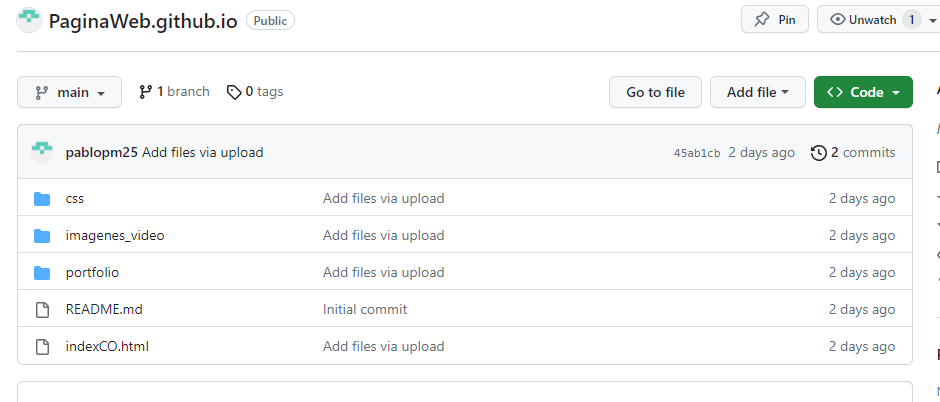 PaginaWeb.github.io Public Pin Unwatch 1
main 1 branch 0 tags Go to file Add file <> Code
pablopm25 Add files via upload 45ab1cb 2 days ago 2 commits
css Add files via upload 2 days ago
imagenes_video Add files via upload 2 days ago
portfolio Add files via upload 2 days ago
README.md Initial commit 2 days ago
indexCO.html Add files via upload 2 days ago